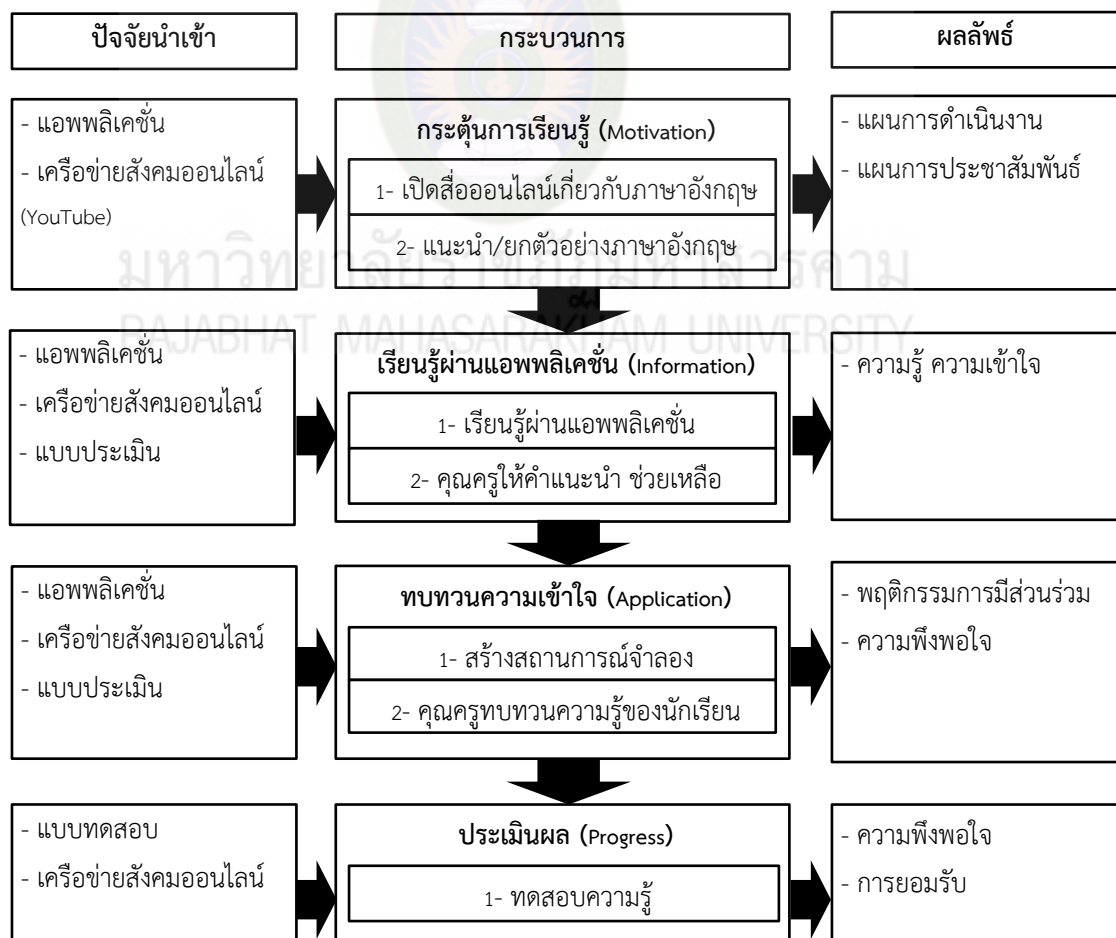 ปัจจัยนำเข้า
กระบวนการ
ผลลัพธ์
- แอพพลิเคชั่น
- เครือข่ายสังคมออนไลน์
(YouTube)
กระตุ้นการเรียนรู้ (Motivation)
1- เปิดสื่อออนไลน์เกี่ยวกับภาษาอังกฤษ
2- แนะนำ/ยกตัวอย่างภาษาอังกฤษ
- แผนการดำเนินงาน
- แผนการประชาสัมพันธ์
มหาวิทยาลัยราชภัฏมหาสารคาม
RAJABHAT MAHASARAKHAM UNIVERSITY
- แอพพลิเคชั่น
- เครือข่ายสังคมออนไลน์
- แบบประเมิน
เรียนรู้ผ่านแอพพลิเคชั่น (Information)
1- เรียนรู้ผ่านแอพพลิเคชั่น
2- คุณครูให้คำแนะนำ ช่วยเหลือ
- ความรู้ ความเข้าใจ
- แอพพลิเคชั่น
- เครือข่ายสังคมออนไลน์
- แบบประเมิน
ทบทวนความเข้าใจ (Application)
1- สร้างสถานการณ์จำลอง
2- คุณครูทบทวนความรู้ของนักเรียน
- พฤติกรรมการมีส่วนร่วม
- ความพึงพอใจ
- แบบทดสอบ
- เครือข่ายสังคมออนไลน์
ประเมินผล (Progress)
1- ทดสอบความรู้
- ความพึงพอใจ
- การยอมรับ